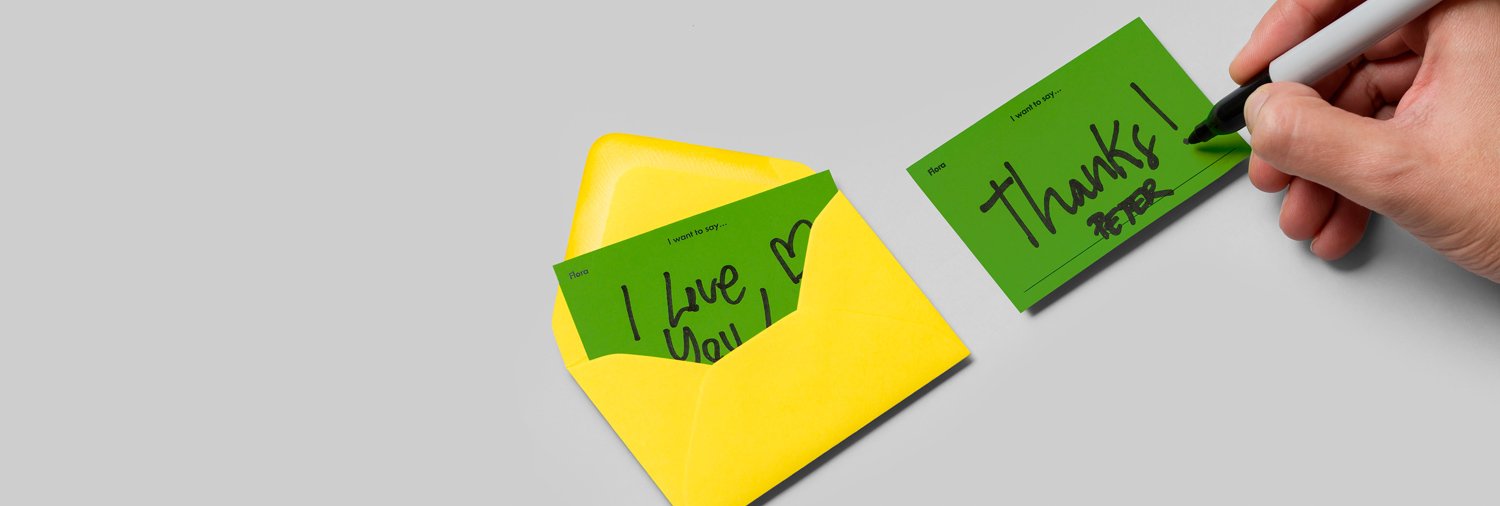 Flora
I want to say...
I Love
You!
Flora
I want to say...
Thanks!
PETER